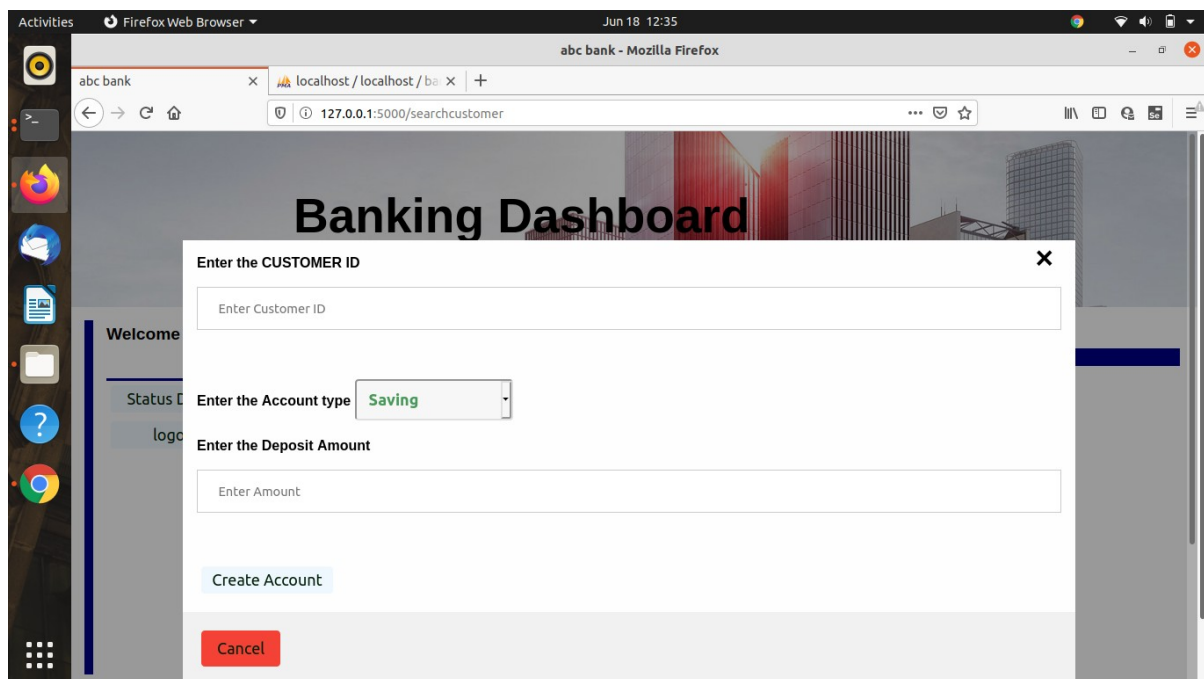 Activities Firefox Web Browser Jun 18 12:35
abc bank - Mozilla Firefox
abc bank localhost / localhost / ba
127.0.0.1:5000/searchcustomer
Banking Dashboard
Enter the CUSTOMER ID
Enter Customer ID
Welcome
Status D
Enter the Account type Saving
logo
Enter the Deposit Amount
Enter Amount
Create Account
Cancel